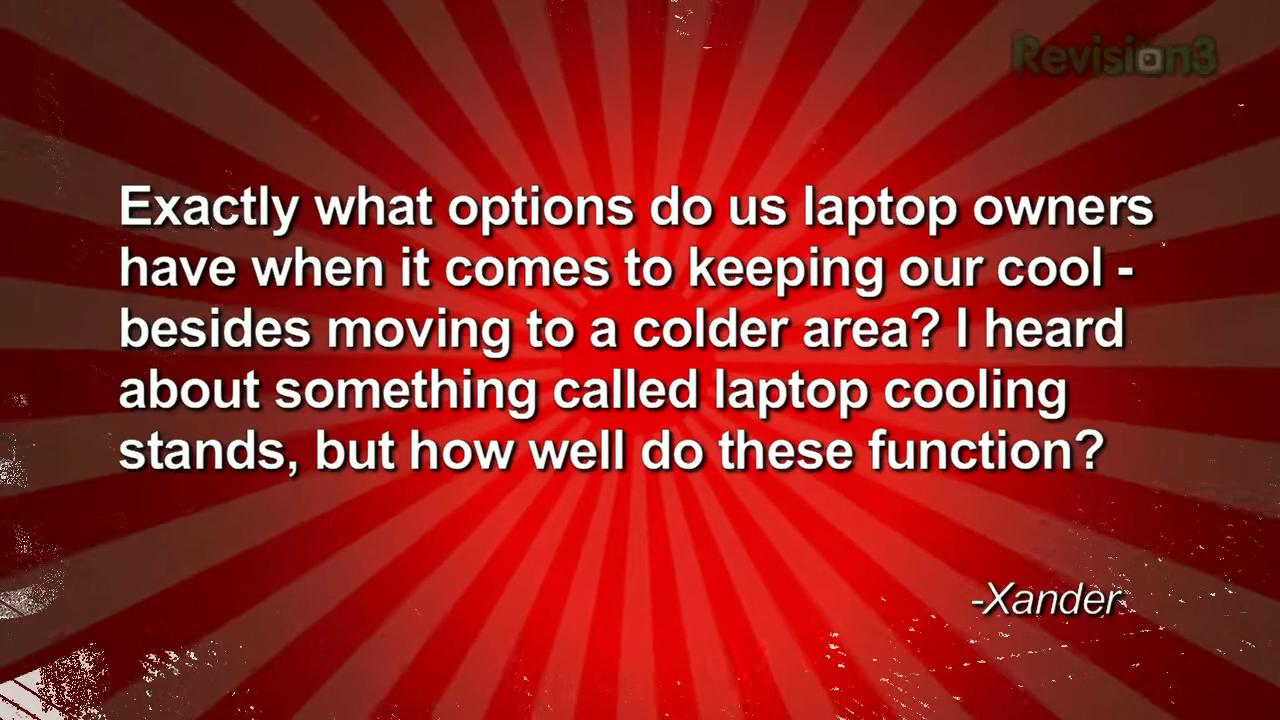 Revision3
Exactly what options do us laptop owners
have when it comes to keeping our cool -
besides moving to a colder area? I heard
about something called laptop cooling
stands, but how well do these function?
-Xander